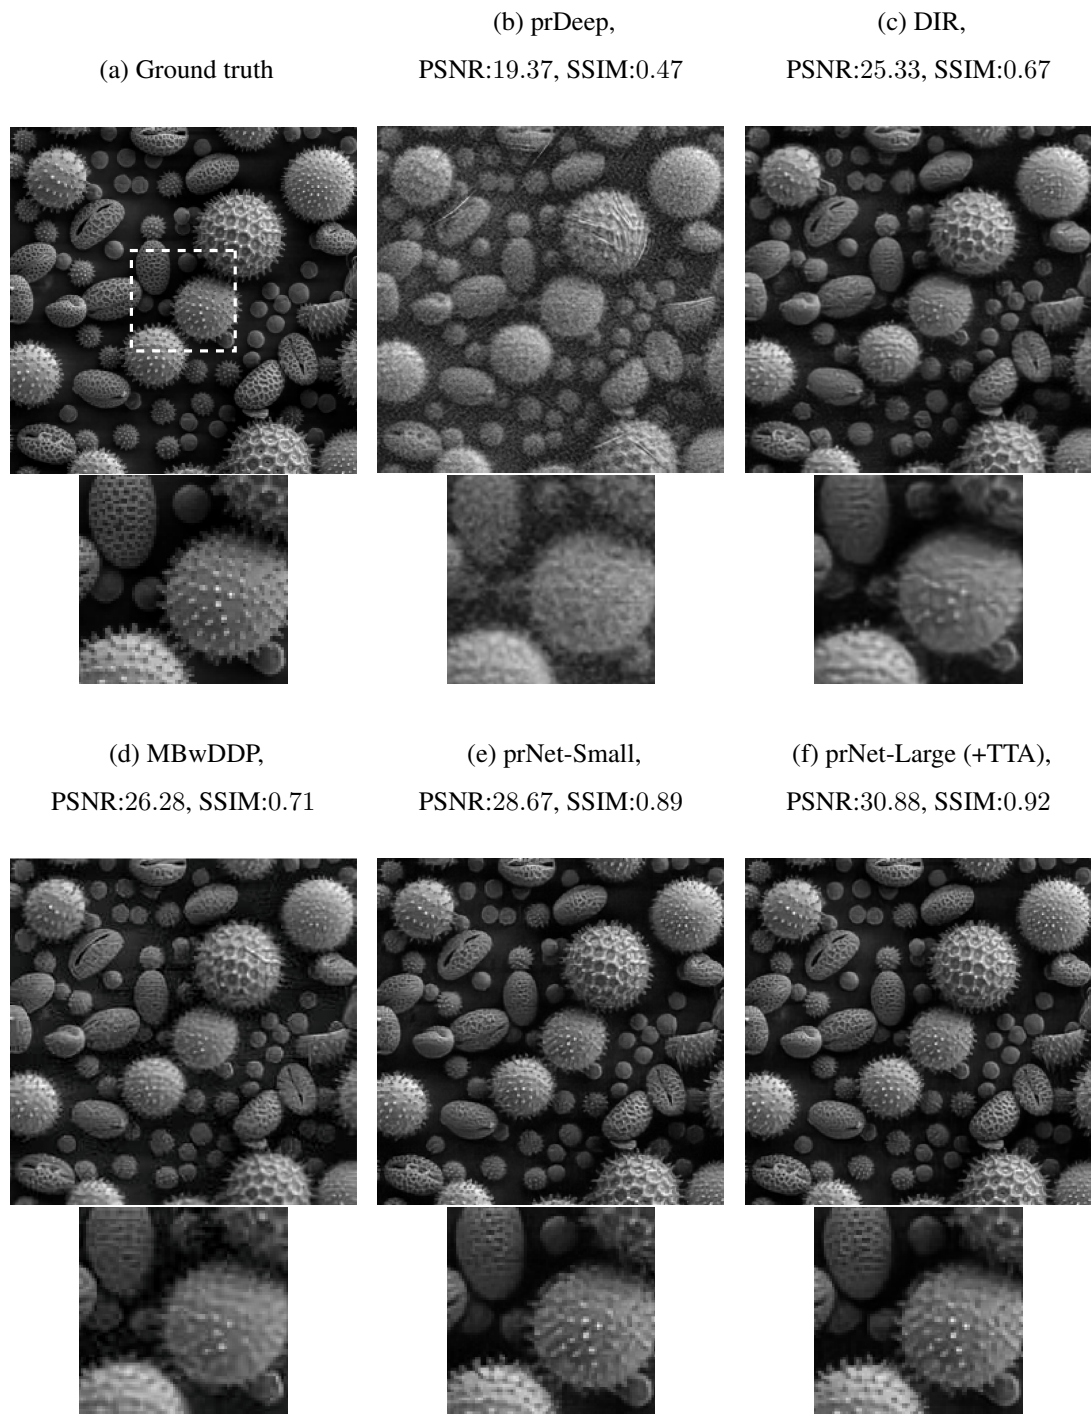 (a) Ground truth
(b) prDeep,
PSNR:19.37, SSIM:0.47
(c) DIR,
PSNR:25.33, SSIM:0.67
(d) MBwDDP,
PSNR:26.28, SSIM:0.71
(e) prNet-Small,
PSNR:28.67, SSIM:0.89
(f) prNet-Large (+TTA),
PSNR:30.88, SSIM:0.92